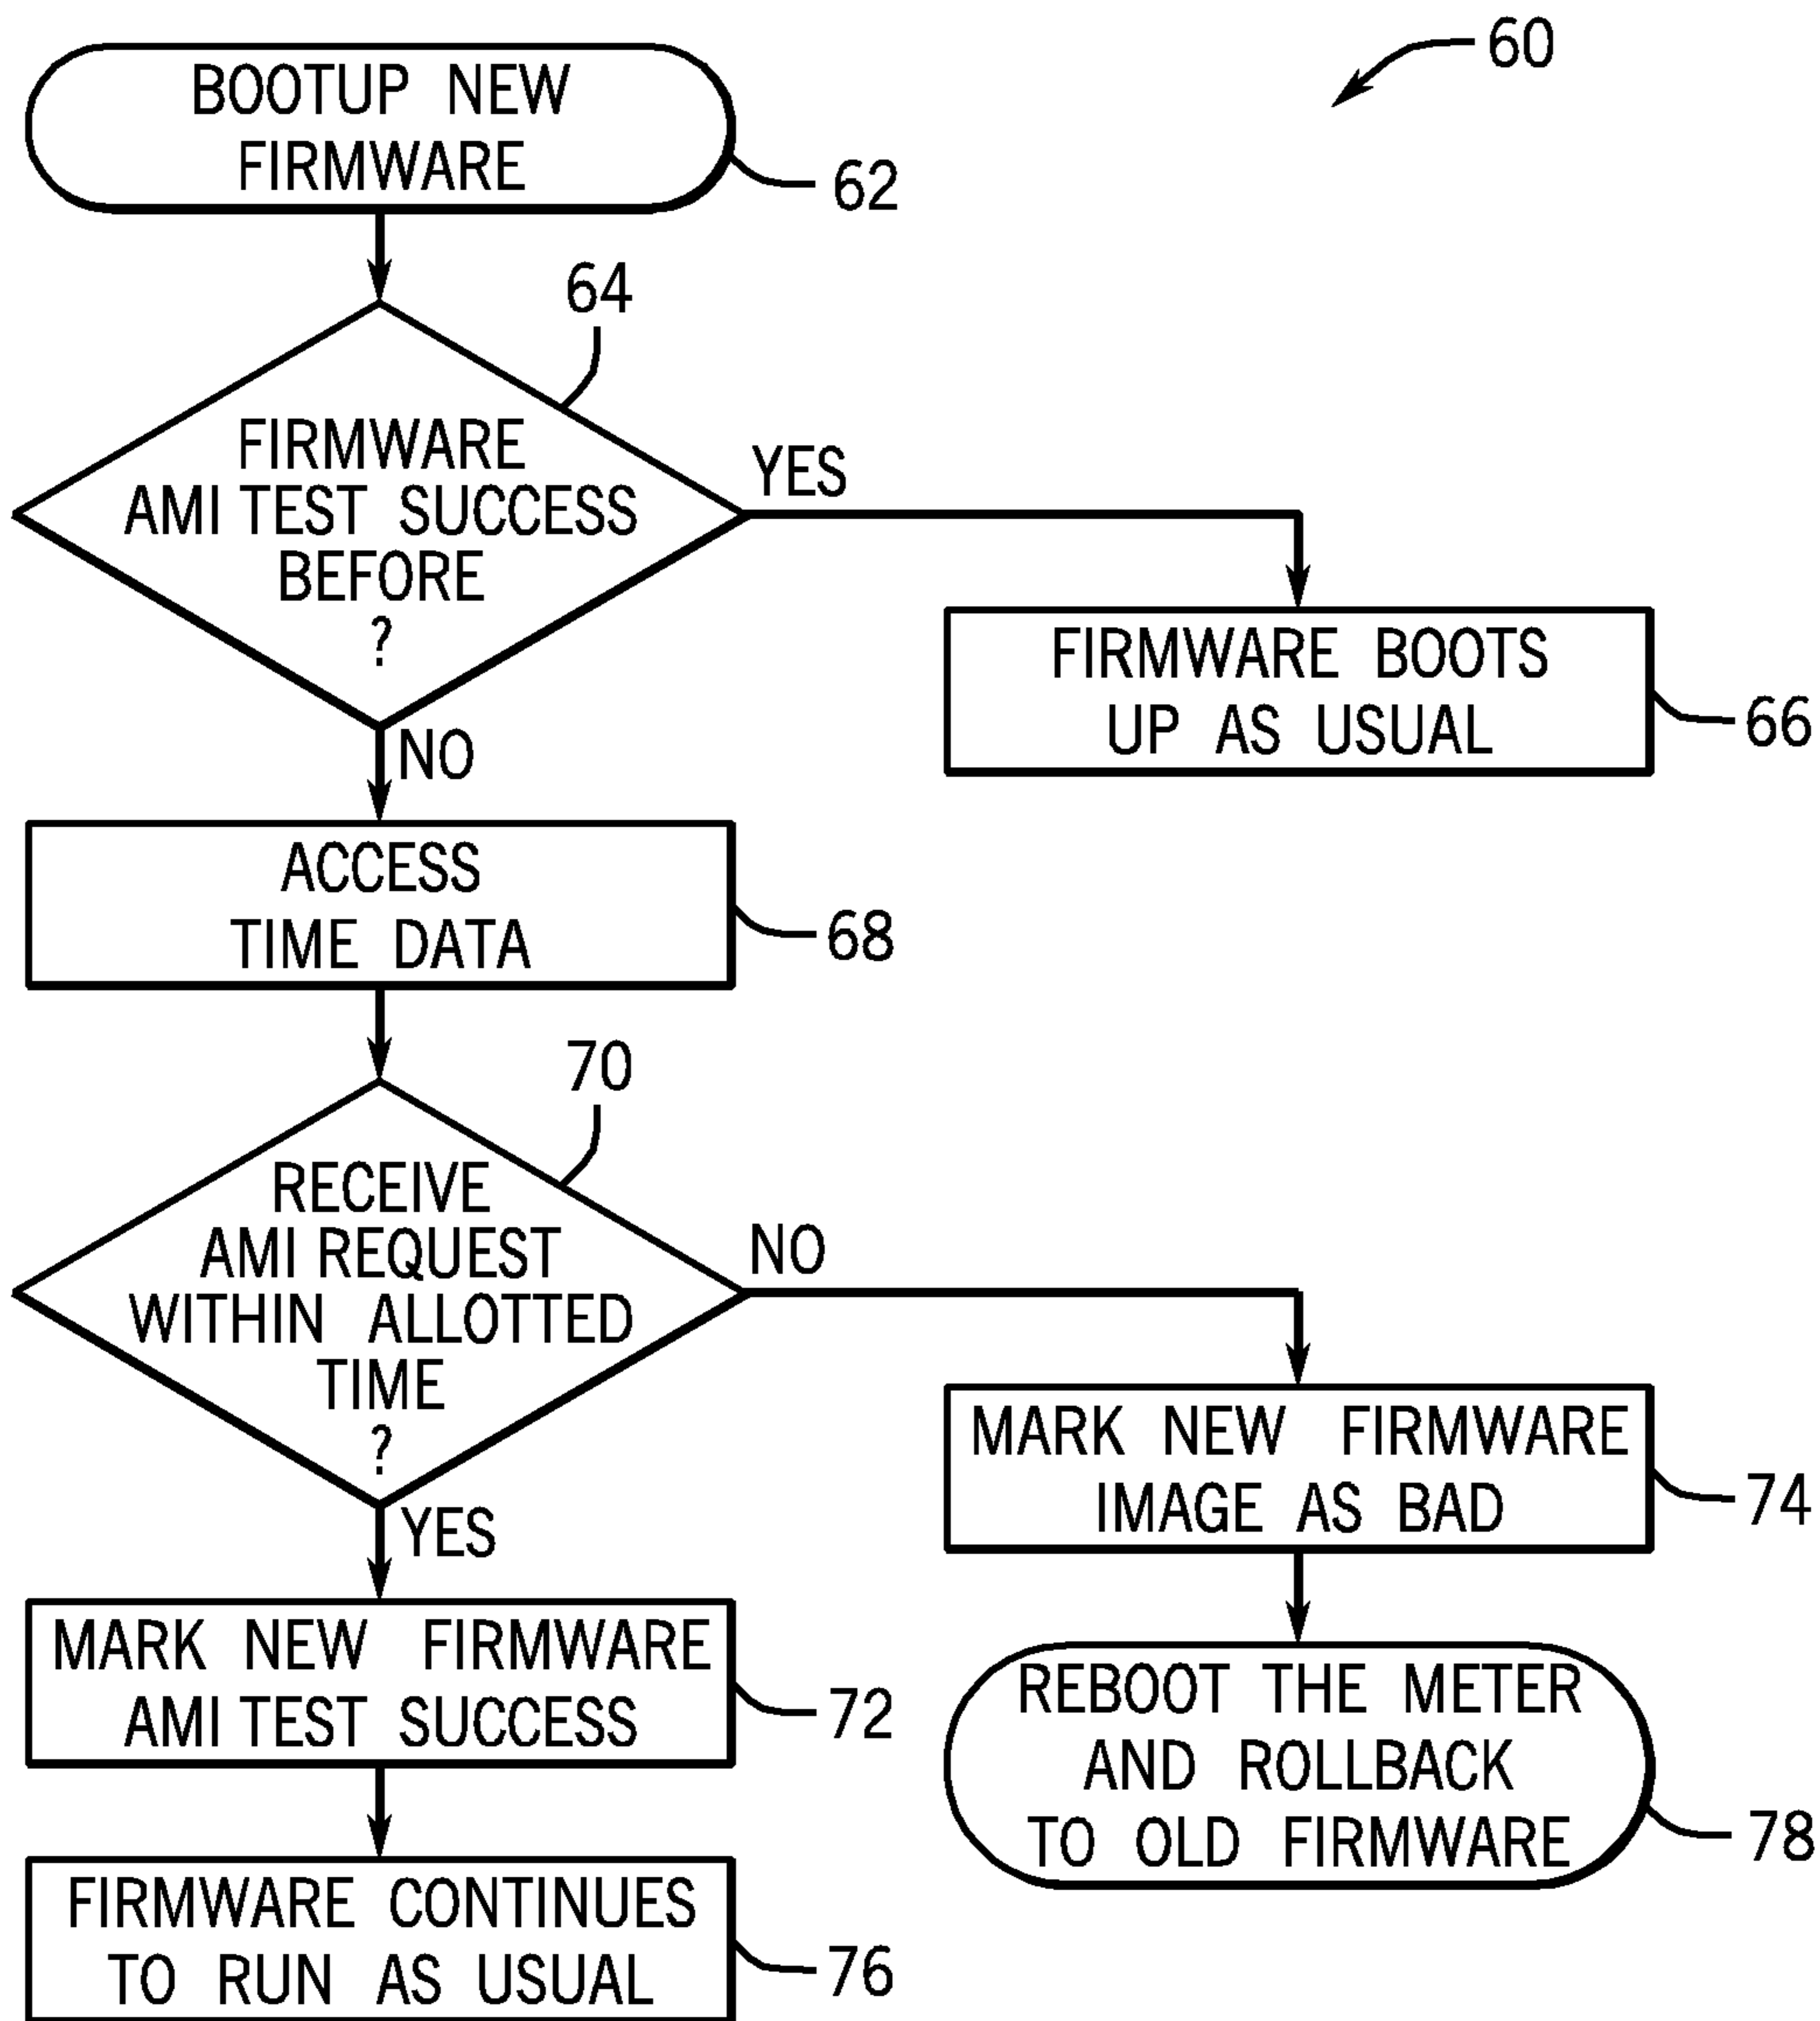 60
BOOTUP NEW
FIRMWARE
62
64
FIRMWARE
AMI TEST SUCCESS
BEFORE
?
YES
FIRMWARE BOOTS
UP AS USUAL
66
NO
ACCESS
TIME DATA
68
70
RECEIVE
AMI REQUEST
WITHIN ALLOTTED
TIME
?
NO
MARK NEW FIRMWARE
IMAGE AS BAD
74
YES
MARK NEW FIRMWARE
AMI TEST SUCCESS
72
REBOOT THE METER
AND ROLLBACK
TO OLD FIRMWARE
78
FIRMWARE CONTINUES
TO RUN AS USUAL
76